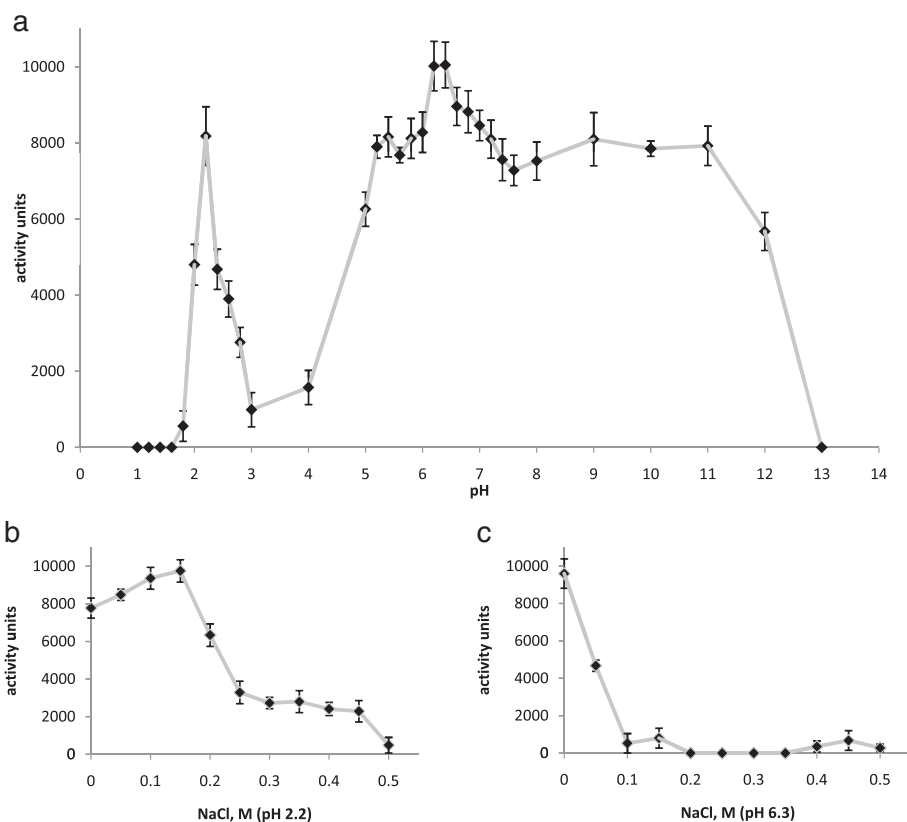 a
activity units
10000
8000
6000
4000
2000
0
0 1 2 3 4 5 6 7 8 9 10 11 12 13 14
pH
b
activity units
10000
8000
6000
4000
2000
0
0 0.1 0.2 0.3 0.4 0.5
NaCl, M (pH 2.2)
c
activity units
10000
8000
6000
4000
2000
0
0 0.1 0.2 0.3 0.4 0.5
NaCl, M (pH 6.3)